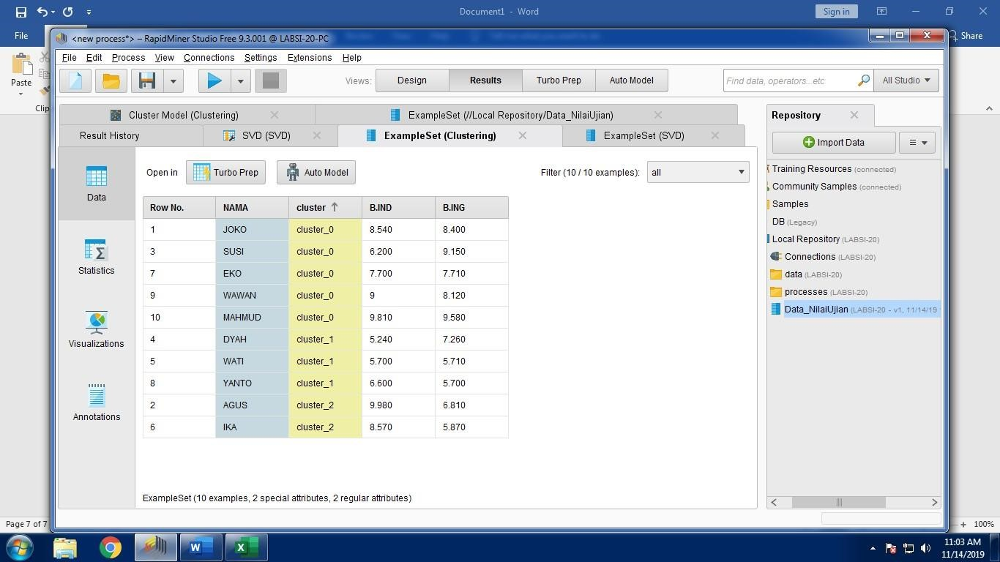 Document1 - Word
Sign in
File
Share
Paste
<new process*> – RapidMiner Studio Free 9.3.001 @ LABSI-20-PC
File Edit Process View Connections Settings Extensions Help
Views: Design Results Turbo Prep Auto Model
Find data, operators...etc
All Studio
Cluster Model (Clustering)
ExampleSet (//Local Repository/Data_NilaiUjian)
Result History
SVD (SVD)
ExampleSet (Clustering)
ExampleSet (SVD)
Data
Statistics
Visualizations
Annotations
Open in Turbo Prep Auto Model
Filter (10 / 10 examples): all
Row No. NAMA cluster B.IND B.ING
1 JOKO cluster_0 8.540 8.400
3 SUSI cluster_0 6.200 9.150
7 EKO cluster_0 7.700 7.710
9 WAWAN cluster_0 9 8.120
10 MAHMUD cluster_0 9.810 9.580
4 DYAH cluster_1 5.240 7.260
5 WATI cluster_1 5.700 5.710
8 YANTO cluster_1 6.600 5.700
2 AGUS cluster_2 9.980 6.810
6 IKA cluster_2 8.570 5.870
ExampleSet (10 examples, 2 special attributes, 2 regular attributes)
Repository
Import Data
Training Resources (connected)
Community Samples (connected)
Samples
DB (Legacy)
Local Repository (LABSI-20)
Connections (LABSI-20)
data (LABSI-20)
processes (LABSI-20)
Data_NilaiUjian (LABSI-20 - v1, 11/14/19
Page 7 of 7
100%
11:03 AM
11/14/2019